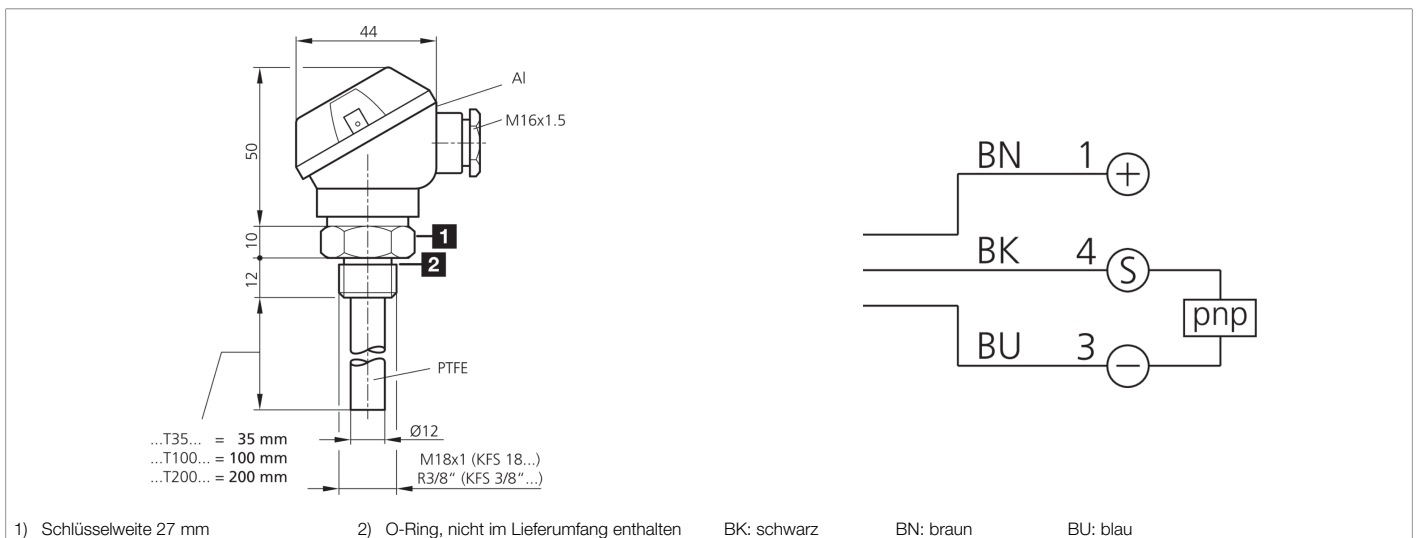 44
Al
M16x1.5
50
10
12
1
2
PTFE
...T35... = 35 mm
...T100... = 100 mm
...T200... = 200 mm
Ø12
M18x1 (KFS 18...)
R3/8“ (KFS 3/8“...)
BN 1 +
BK 4 S
pnp
BU 3 −
1) Schlüsselweite 27 mm
2) O-Ring, nicht im Lieferumfang enthalten
BK: schwarz
BN: braun
BU: blau